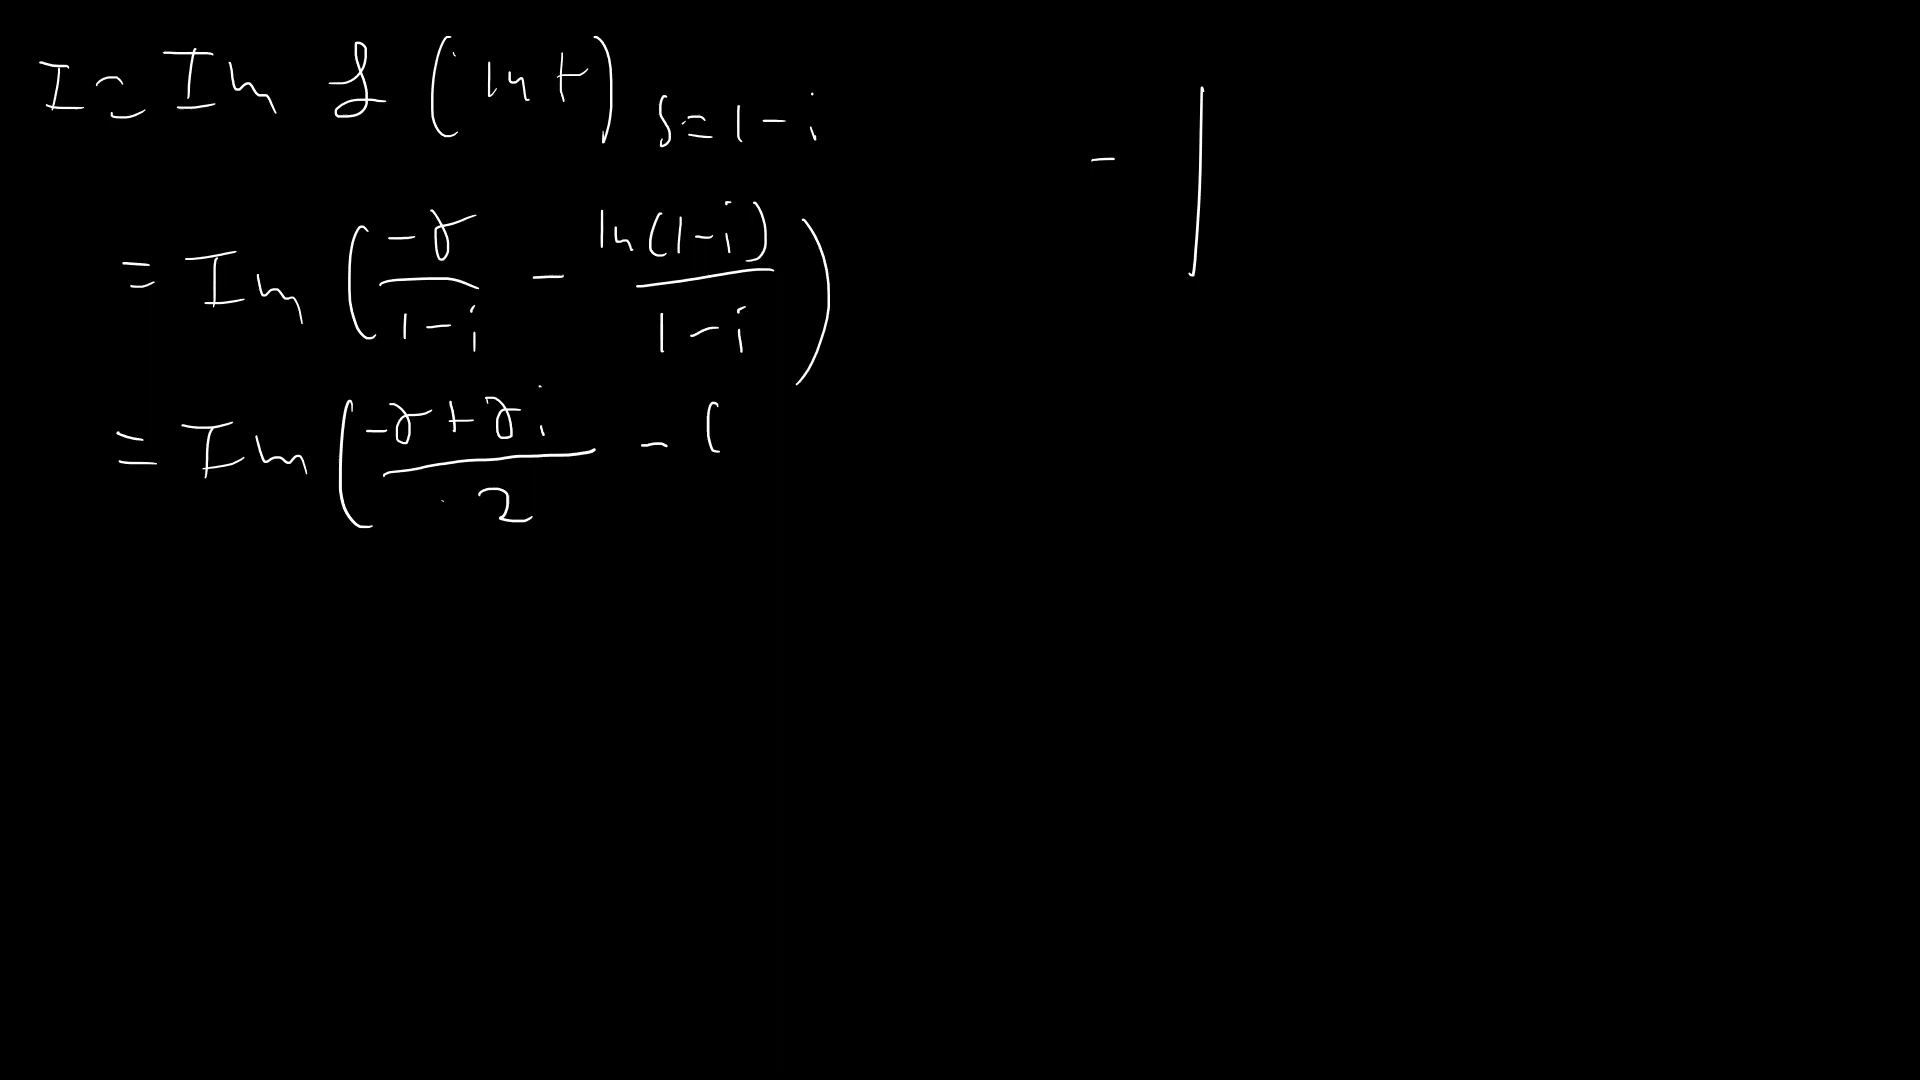 I = Im ℒ(ln t) s=1-i
= Im (-γ/(1-i) - ln(1-i)/(1-i))
= Im (-γ+γi/2 - (
- |